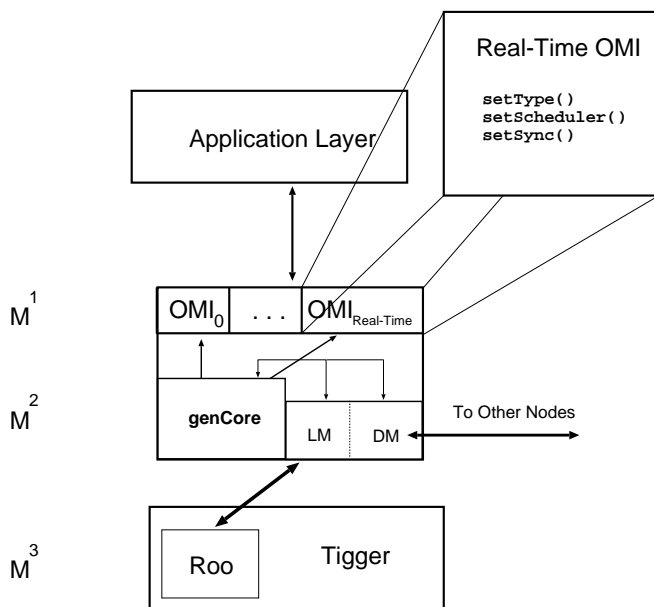 Real-Time OMI
setType()
setScheduler()
setSync()
Application Layer
M1
OMI0
. . .
OMIReal-Time
M2
genCore
LM
DM
To Other Nodes
M3
Roo
Tigger